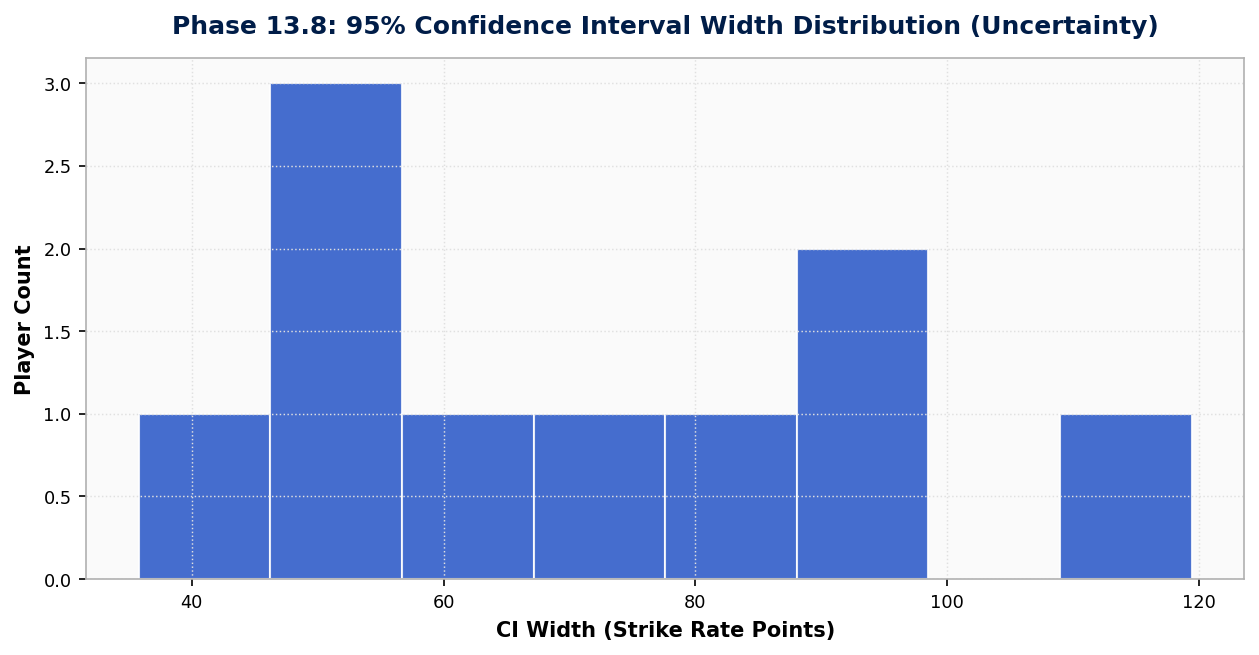 Phase 13.8: 95% Confidence Interval Width Distribution (Uncertainty)
Player Count
3.0
2.5
2.0
1.5
1.0
0.5
0.0
40 60 80 100 120
CI Width (Strike Rate Points)